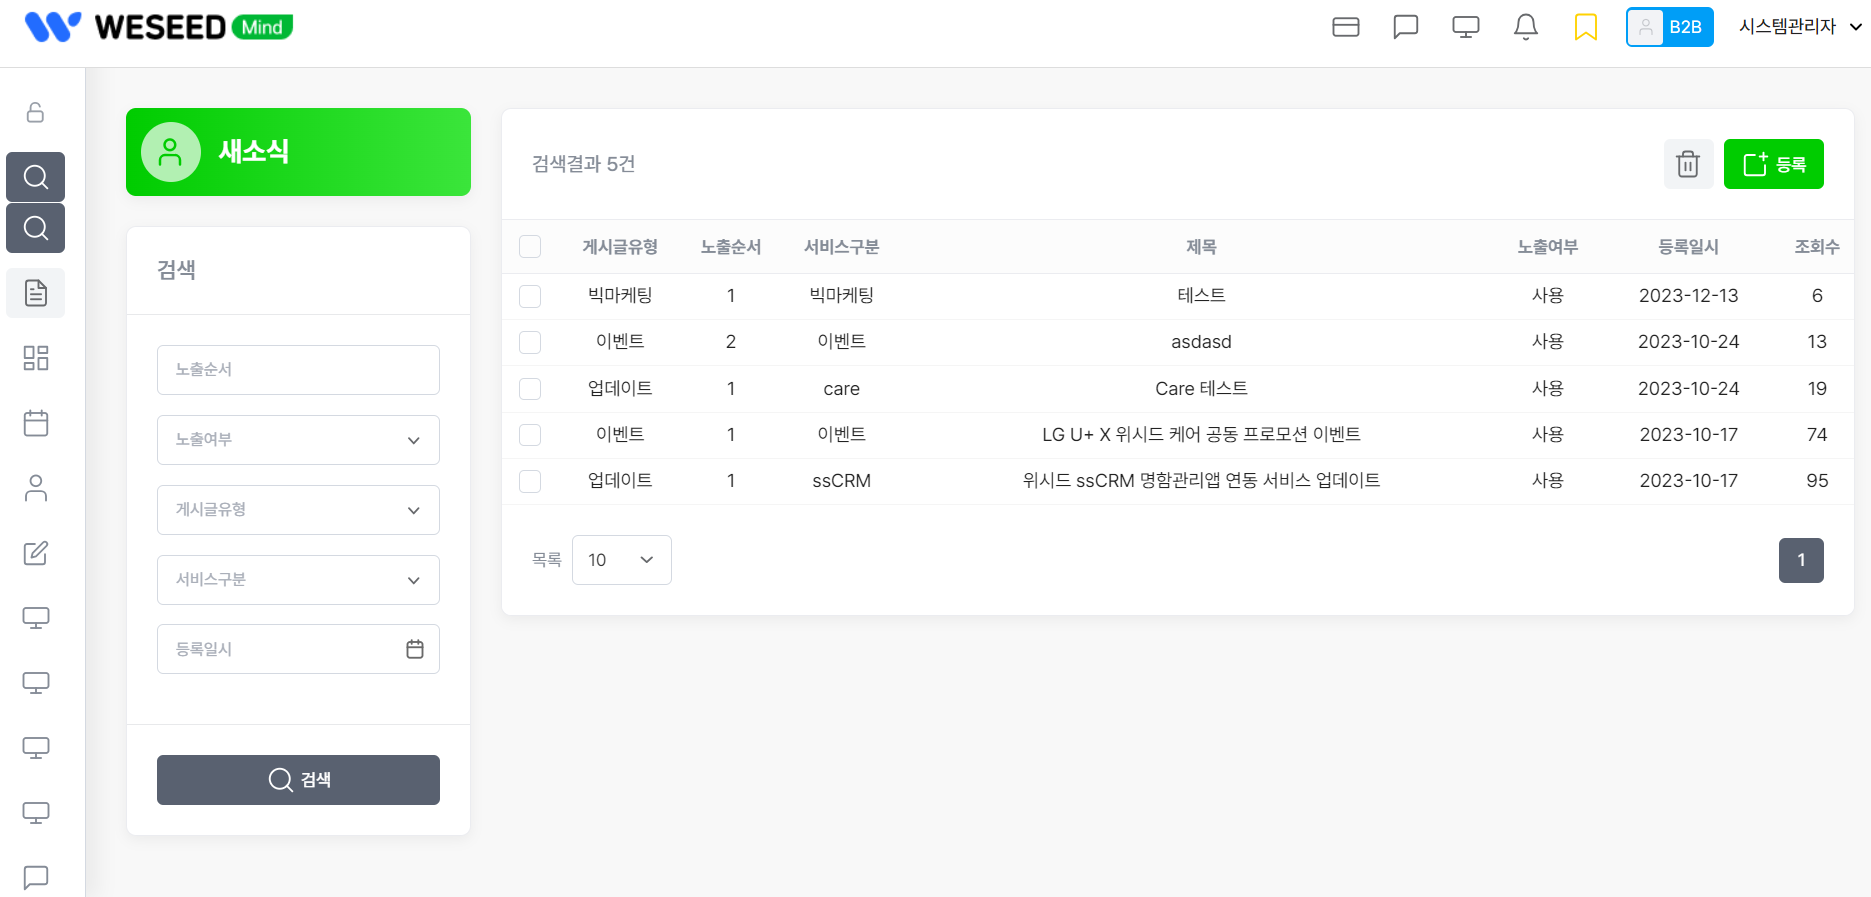 WESEED Mind
B2B
시스템관리자
새소식
검색
노출순서
노출여부
게시글유형
서비스구분
등록일시
검색
검색결과 5건
등록
게시글유형 노출순서 서비스구분 제목 노출여부 등록일시 조회수
빅마케팅 1 빅마케팅 테스트 사용 2023-12-13 6
이벤트 2 이벤트 asdasd 사용 2023-10-24 13
업데이트 1 care Care 테스트 사용 2023-10-24 19
이벤트 1 이벤트 LG U+ X 위시드 케어 공동 프로모션 이벤트 사용 2023-10-17 74
업데이트 1 ssCRM 위시드 ssCRM 명함관리앱 연동 서비스 업데이트 사용 2023-10-17 95
목록 10
1